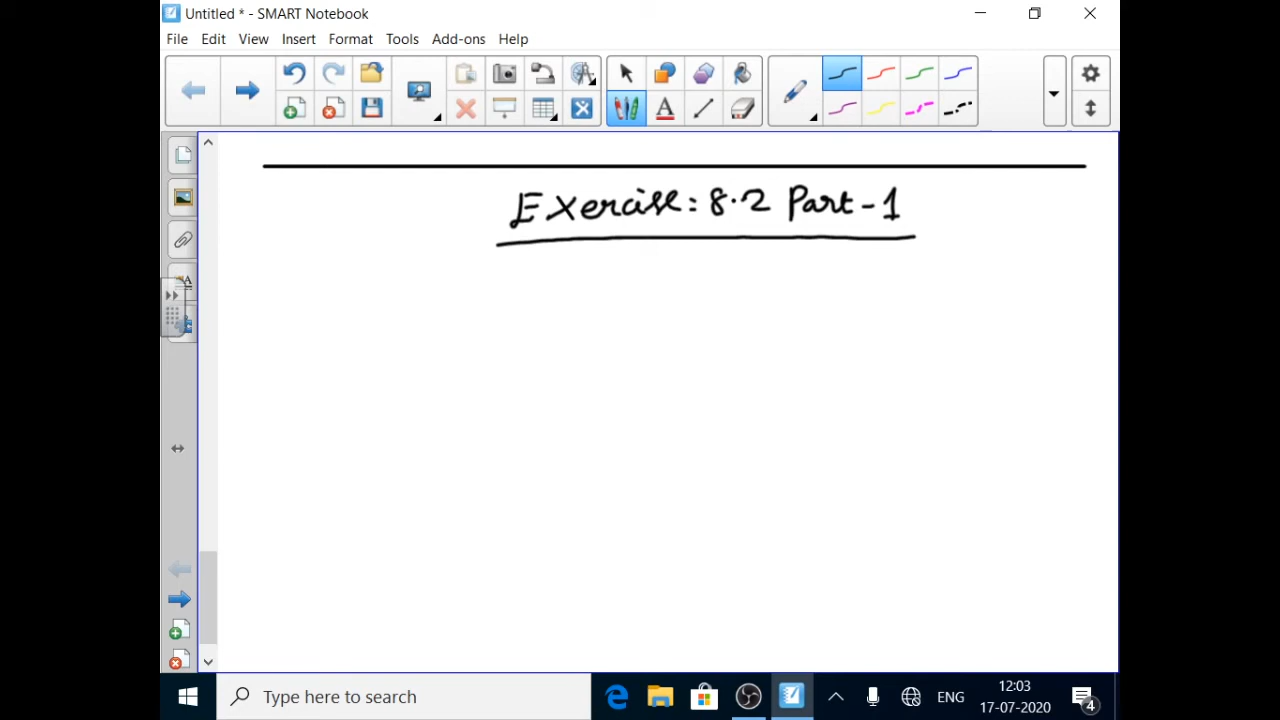 Untitled * - SMART Notebook
File Edit View Insert Format Tools Add-ons Help
Exercise: 8.2 Part-1
Type here to search
ENG
12:03
17-07-2020
4